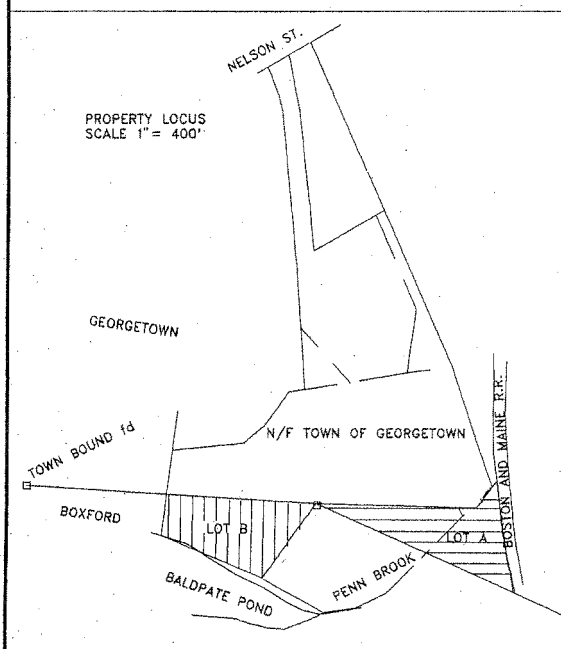 NELSON ST.
PROPERTY LOCUS
SCALE 1" = 400'
GEORGETOWN
N/F TOWN OF GEORGETOWN
BOSTON AND MAINE R.R.
TOWN BOUND fd
BOXFORD
LOT B
LOT A
PENN BROOK
BALDPATE POND